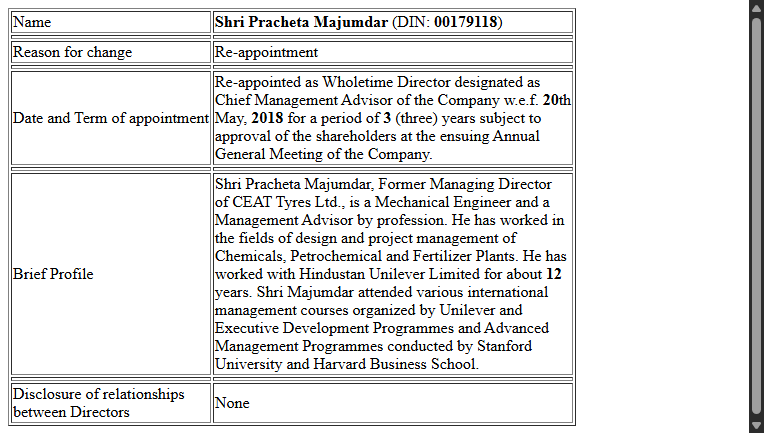 Name
Shri Pracheta Majumdar (DIN: 00179118)
Reason for change
Re-appointment
Date and Term of appointment
Re-appointed as Wholetime Director designated as
Chief Management Advisor of the Company w.e.f. 20th
May, 2018 for a period of 3 (three) years subject to
approval of the shareholders at the ensuing Annual
General Meeting of the Company.
Brief Profile
Shri Pracheta Majumdar, Former Managing Director
of CEAT Tyres Ltd., is a Mechanical Engineer and a
Management Advisor by profession. He has worked in
the fields of design and project management of
Chemicals, Petrochemical and Fertilizer Plants. He has
worked with Hindustan Unilever Limited for about 12
years. Shri Majumdar attended various international
management courses organized by Unilever and
Executive Development Programmes and Advanced
Management Programmes conducted by Stanford
University and Harvard Business School.
Disclosure of relationships
between Directors
None